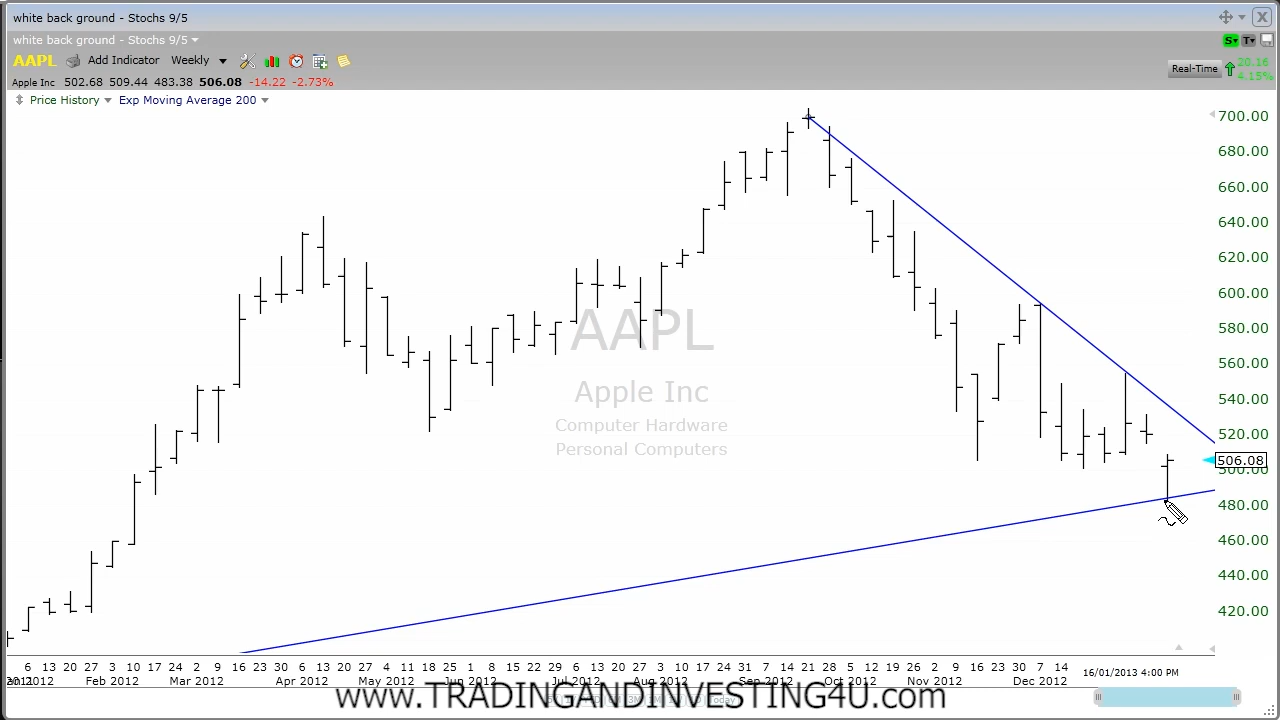 white back ground - Stochs 9/5
white back ground - Stochs 9/5
AAPL Add Indicator Weekly
S T
Real-Time 20.16
4.15%
Apple Inc 502.68 509.44 483.38 506.08 -14.22 -2.73%
Price History Exp Moving Average 200
700.00
680.00
660.00
640.00
620.00
600.00
580.00
560.00
540.00
520.00
506.08
500.00
480.00
460.00
440.00
420.00
AAPL
Apple Inc
Computer Hardware
Personal Computers
6 13 20 27 3 10 17 24 2 9 16 23 30 6 13 20 27 4 11 18 25 1 8 15 22 29 6 13 20 27 3 10 17 24 31 7 14 21 28 5 12 19 26 2 9 16 23 30 7 14
2012 Feb 2012 Mar 2012 Apr 2012 May 2012 Jun 2012 Jul 2012 Aug 2012 Sep 2012 Oct 2012 Nov 2012 Dec 2012 16/01/2013 4:00 PM
www.TRADINGANDINVESTING4U.com